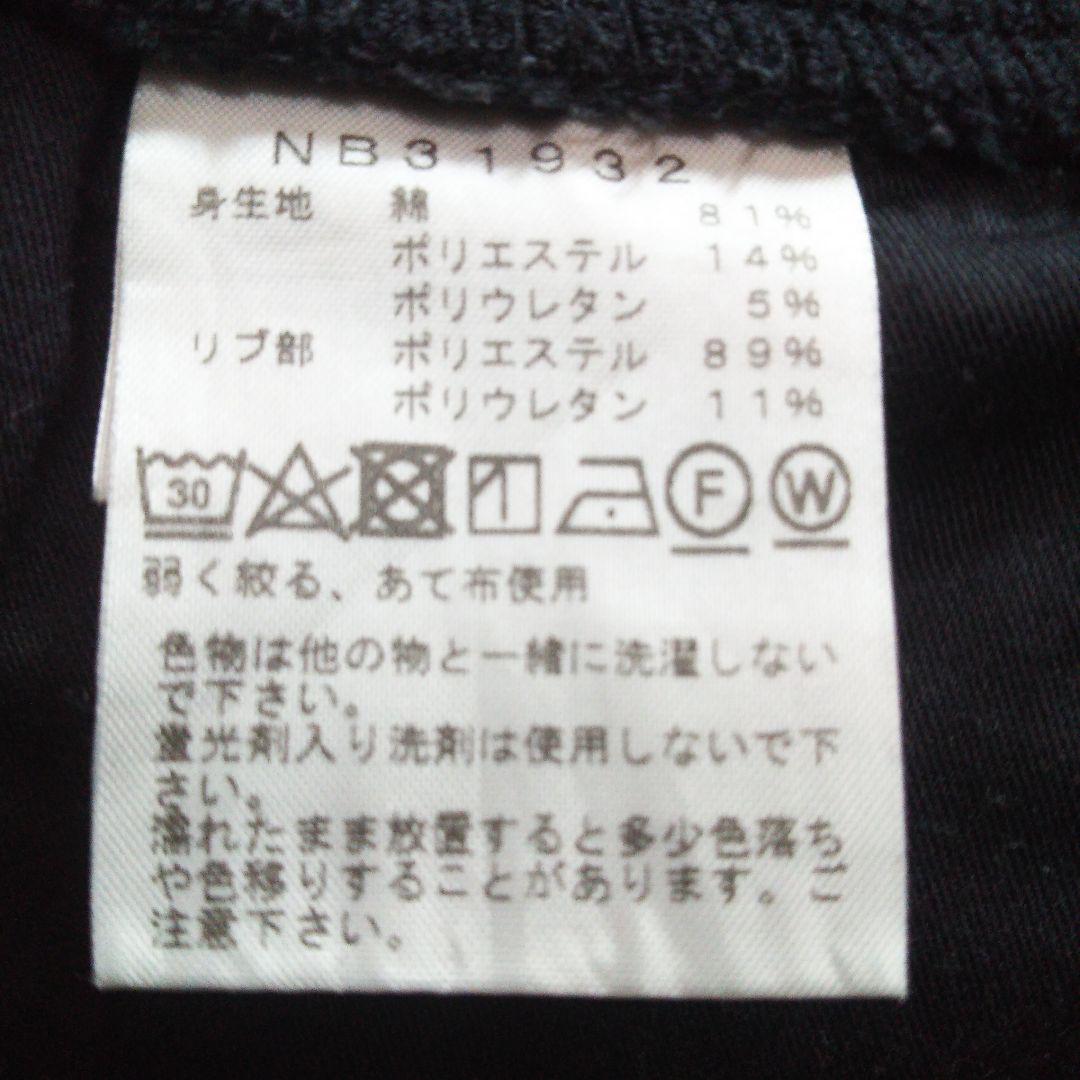 NB31932
身生地 綿 81%
ポリエステル 14%
ポリウレタン 5%
リブ部 ポリエステル 89%
ポリウレタン 11%
30 F W
弱く絞る、あて布使用
色物は他の物と一緒に洗濯しない
で下さい。
螢光剤入り洗剤は使用しないで下
さい。
濡れたまま放置すると多少色落ち
や色移りすることがあります。ご
注意下さい。